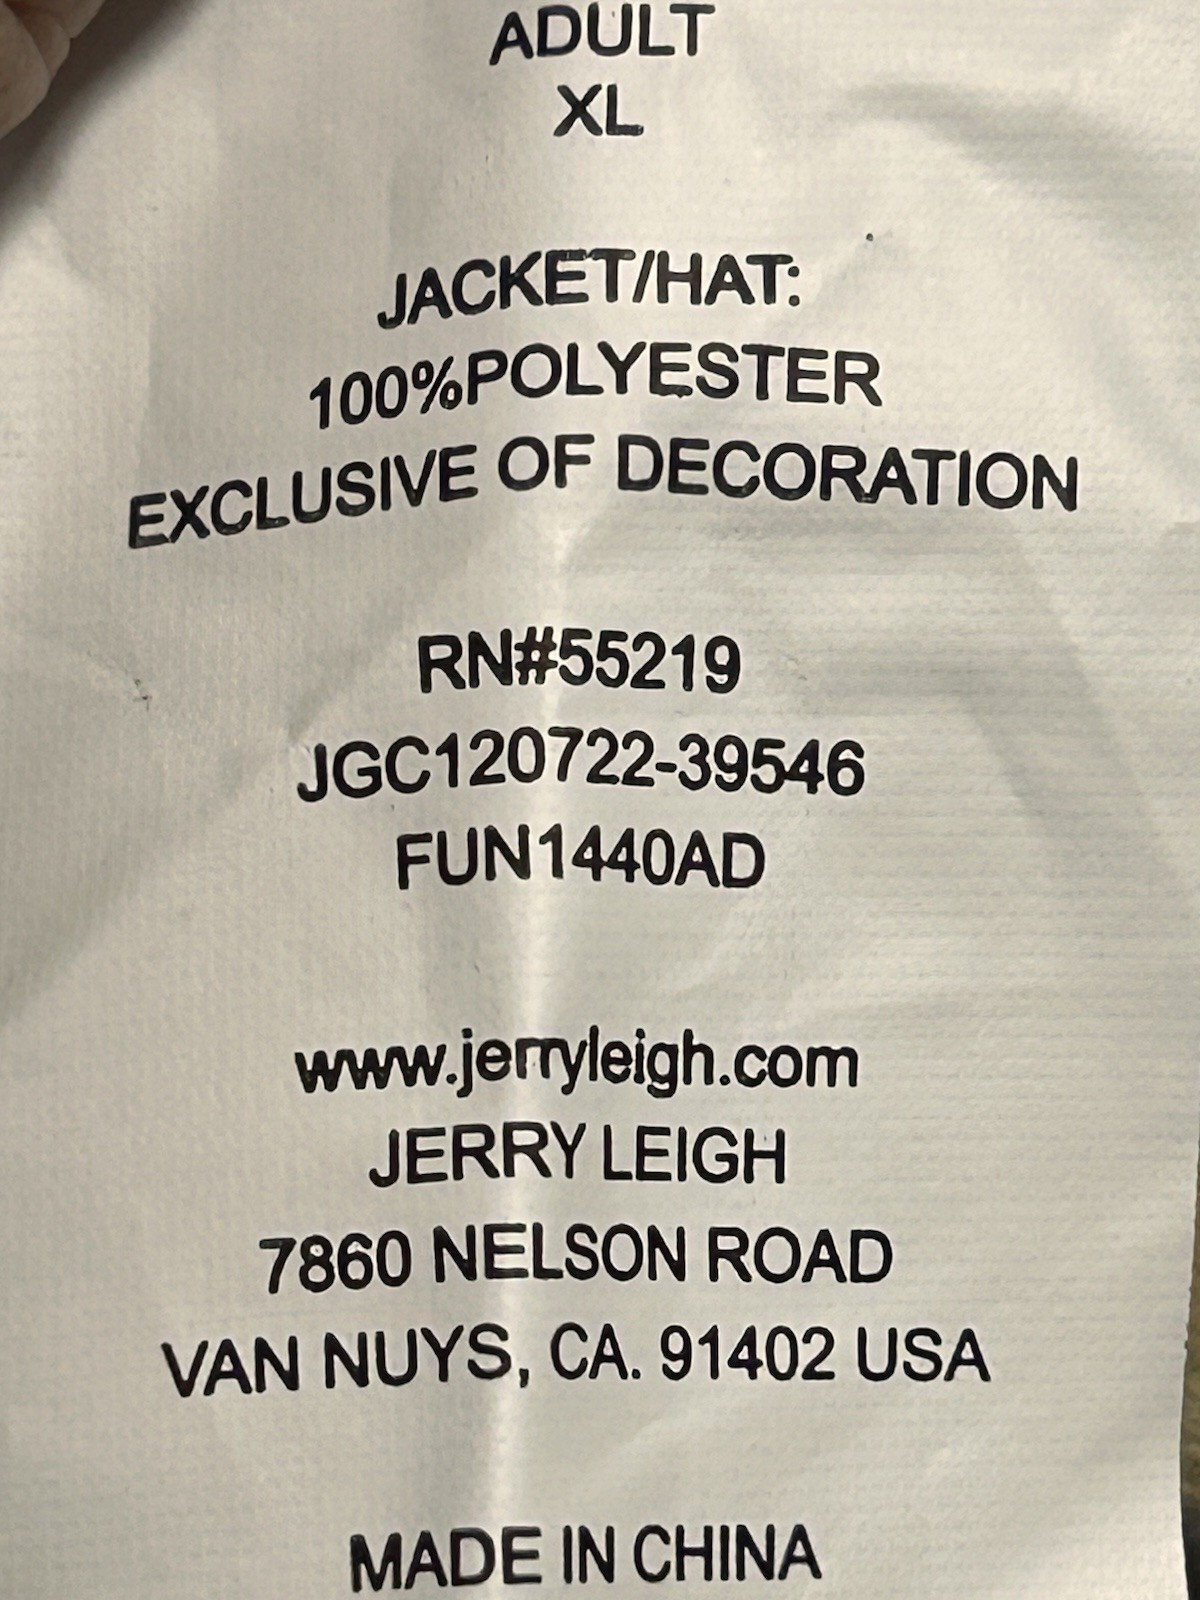 ADULT
XL
JACKET/HAT:
100%POLYESTER
EXCLUSIVE OF DECORATION
RN#55219
JGC120722-39546
FUN1440AD
www.jerryleigh.com
JERRY LEIGH
7860 NELSON ROAD
VAN NUYS, CA. 91402 USA
MADE IN CHINA